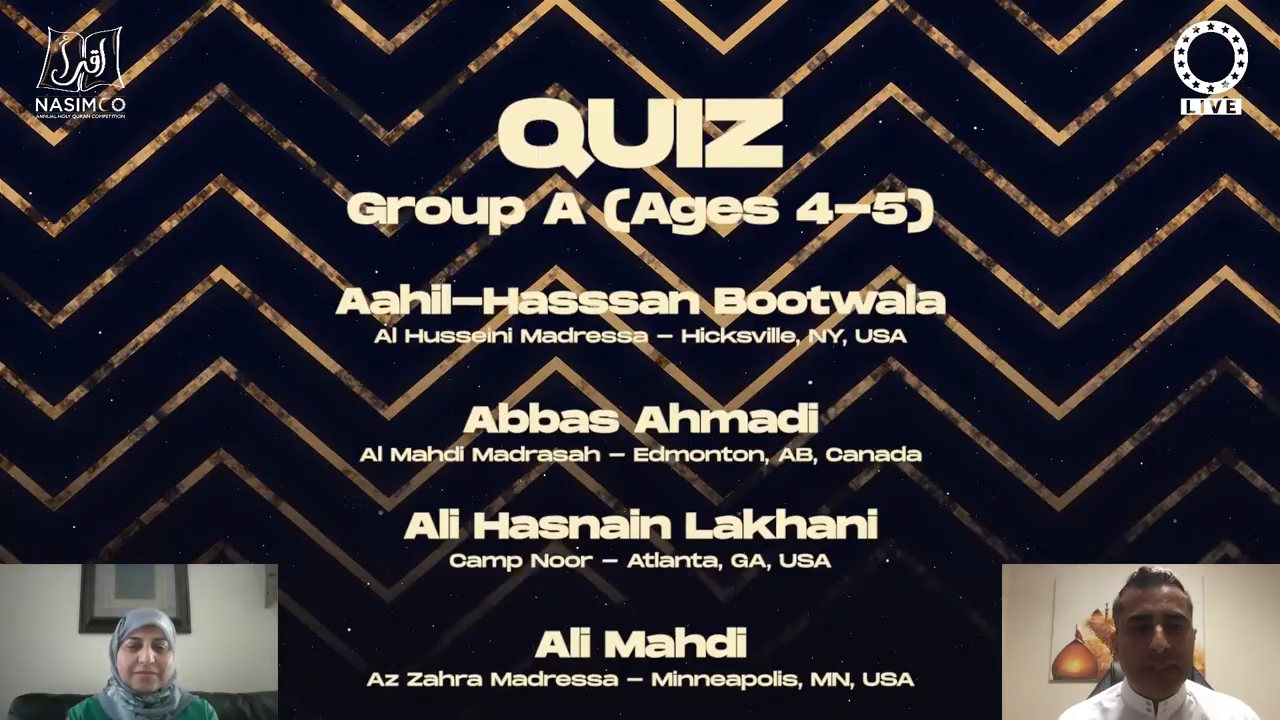 اقرأ
NASIMCO
ANNUAL HOLY QURAN COMPETITION
LIVE
QUIZ
Group A (Ages 4-5)
Aahil-Hasssan Bootwala
Al Husseini Madressa - Hicksville, NY, USA
Abbas Ahmadi
Al Mahdi Madrasah - Edmonton, AB, Canada
Ali Hasnain Lakhani
Camp Noor - Atlanta, GA, USA
Ali Mahdi
Az Zahra Madressa - Minneapolis, MN, USA